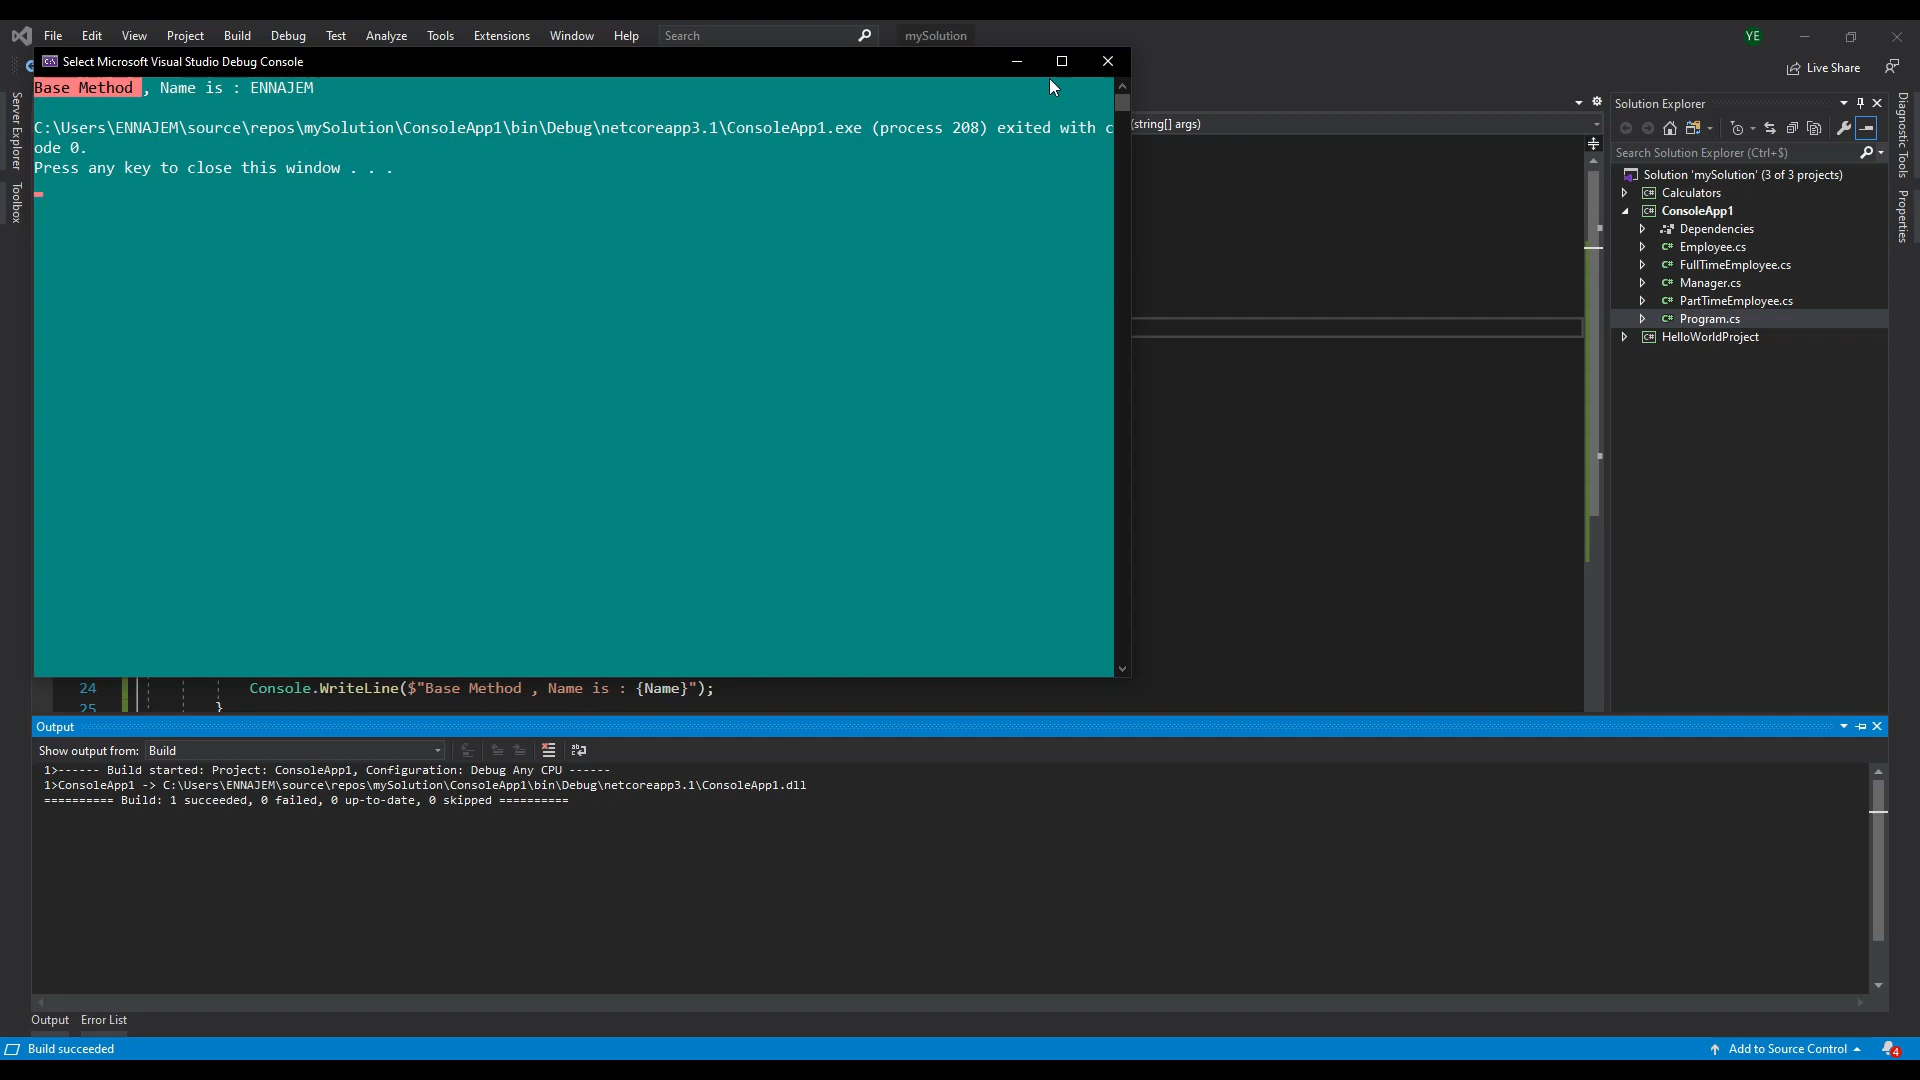 File Edit View Project Build Debug Test Analyze Tools Extensions Window Help Search mySolution YE
Live Share
Select Microsoft Visual Studio Debug Console
Base Method , Name is : ENNAJEM
C:\Users\ENNAJEM\source\repos\mySolution\ConsoleApp1\bin\Debug\netcoreapp3.1\ConsoleApp1.exe (process 208) exited with c
ode 0.
Press any key to close this window . . .
Server Explorer
Toolbox
(string[] args)
Solution Explorer
Search Solution Explorer (Ctrl+$)
Solution 'mySolution' (3 of 3 projects)
C# Calculators
C# ConsoleApp1
Dependencies
C# Employee.cs
C# FullTimeEmployee.cs
C# Manager.cs
C# PartTimeEmployee.cs
C# Program.cs
C# HelloWorldProject
Diagnostic Tools
Properties
24 Console.WriteLine($"Base Method , Name is : {Name}");
25 }
Output
Show output from: Build
1>------ Build started: Project: ConsoleApp1, Configuration: Debug Any CPU ------
1>ConsoleApp1 -> C:\Users\ENNAJEM\source\repos\mySolution\ConsoleApp1\bin\Debug\netcoreapp3.1\ConsoleApp1.dll
========== Build: 1 succeeded, 0 failed, 0 up-to-date, 0 skipped ==========
Output Error List
Build succeeded
Add to Source Control 4